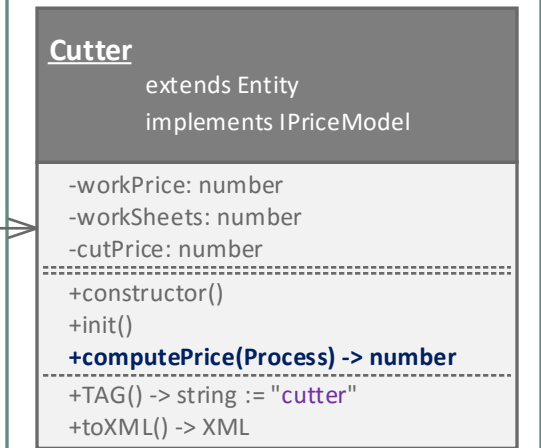 Cutter
extends Entity
implements IPriceModel
-workPrice: number
-workSheets: number
-cutPrice: number
+constructor()
+init()
+computePrice(Process) -> number
+TAG() -> string := "cutter"
+toXML() -> XML